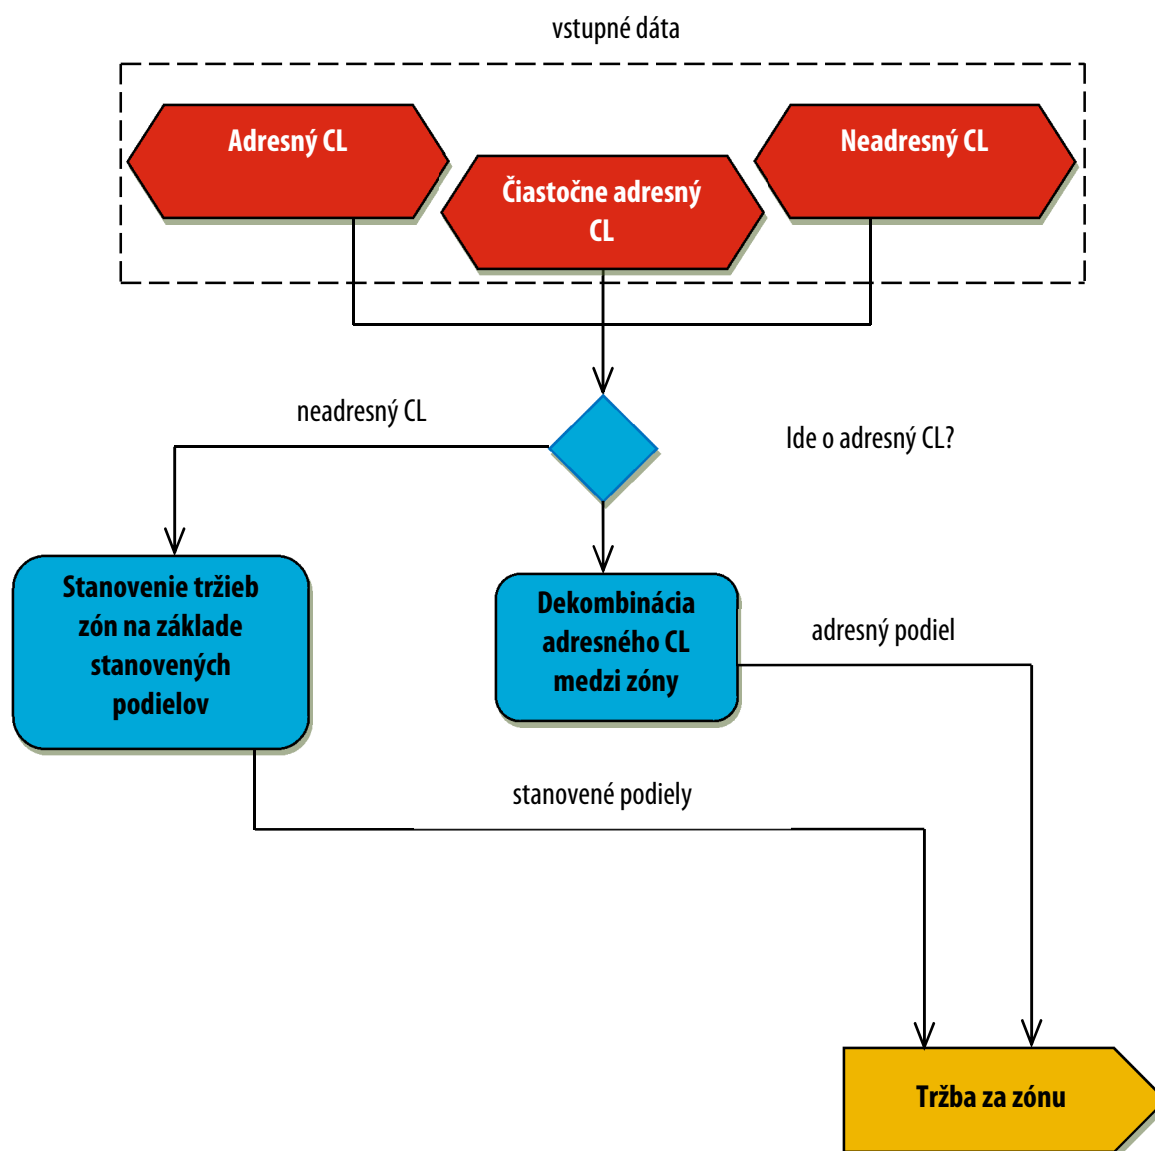 vstupné dáta
Adresný CL
Neadresný CL
Čiastočne adresný
CL
neadresný CL
Ide o adresný CL?
Stanovenie tržieb
zón na základe
stanovených
podielov
Dekombinácia
adresného CL
medzi zóny
adresný podiel
stanovené podiely
Tržba za zónu